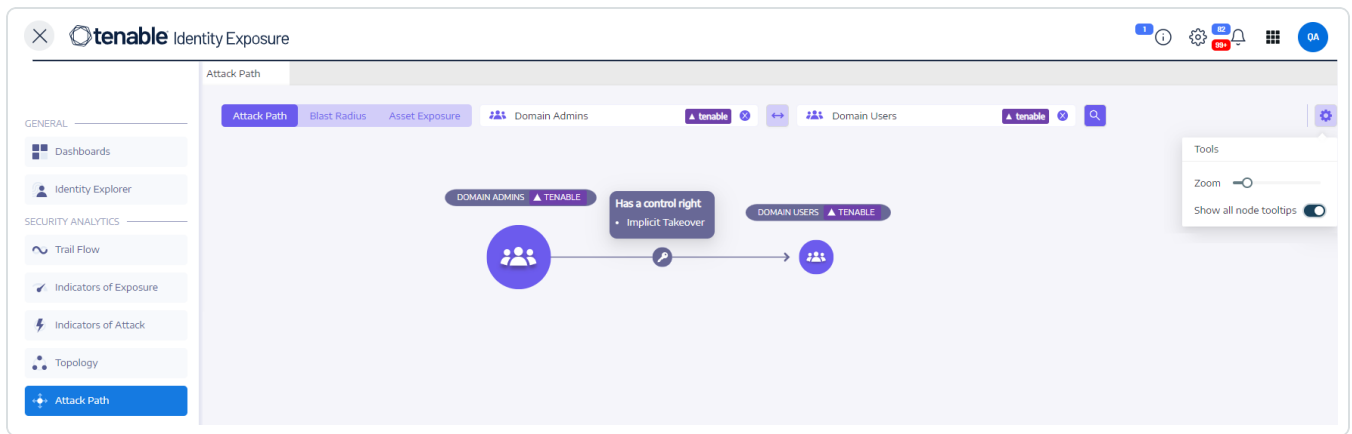 tenable Identity Exposure
1
82
99+
QA
Attack Path
GENERAL
Dashboards
Identity Explorer
SECURITY ANALYTICS
Trail Flow
Indicators of Exposure
Indicators of Attack
Topology
Attack Path
Attack Path Blast Radius Asset Exposure
Domain Admins
tenable
Domain Users
tenable
Tools
Zoom
Show all node tooltips
DOMAIN ADMINS TENABLE
Has a control right
• Implicit Takeover
DOMAIN USERS TENABLE